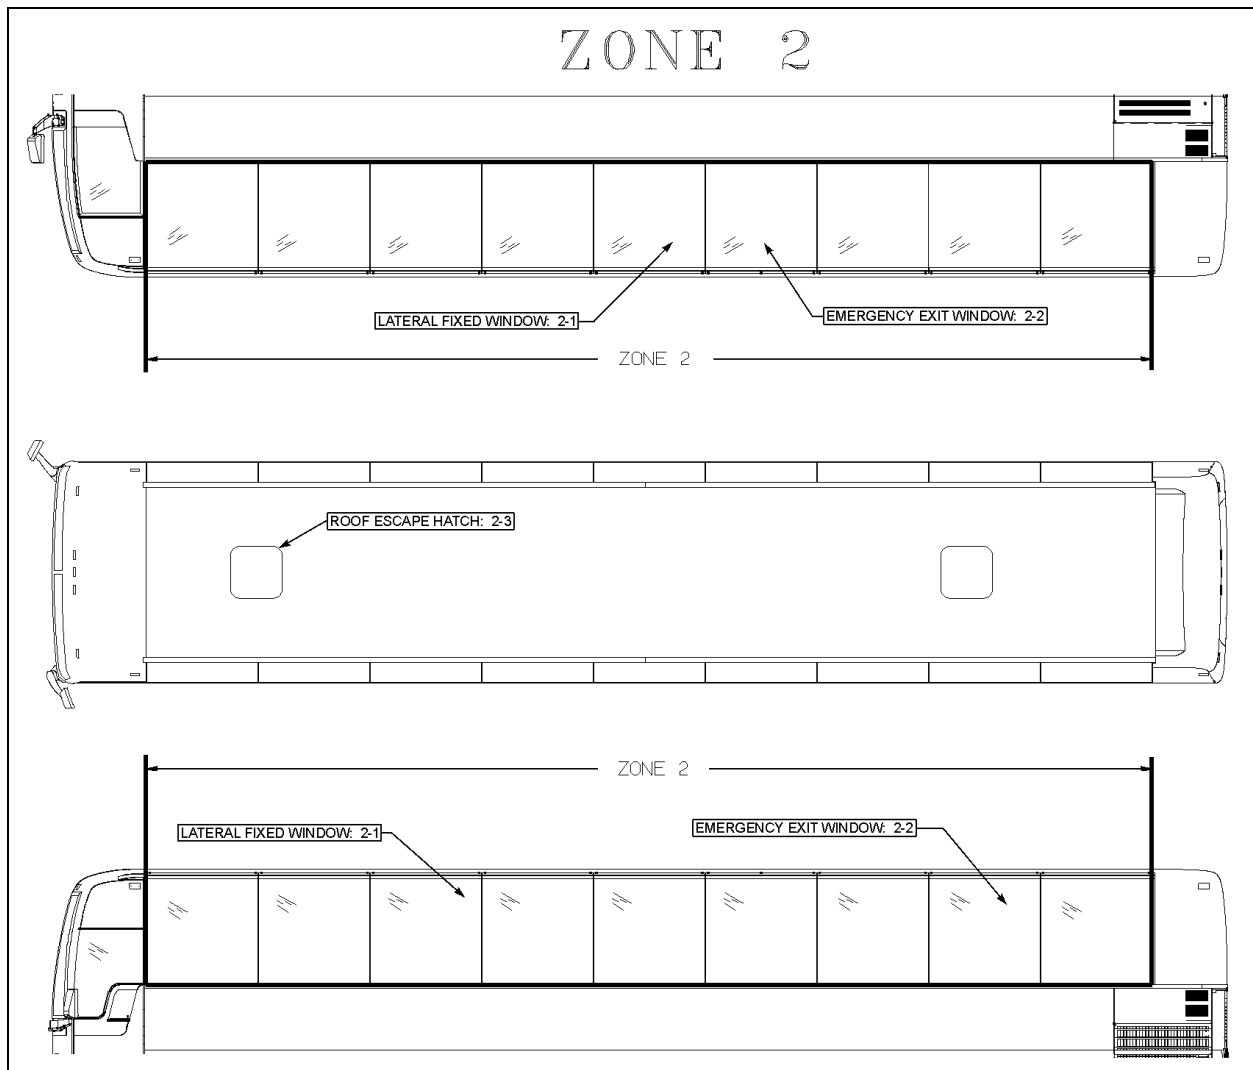 ZONE 2
LATERAL FIXED WINDOW: 2-1
EMERGENCY EXIT WINDOW: 2-2
ZONE 2
ROOF ESCAPE HATCH: 2-3
ZONE 2
LATERAL FIXED WINDOW: 2-1
EMERGENCY EXIT WINDOW: 2-2